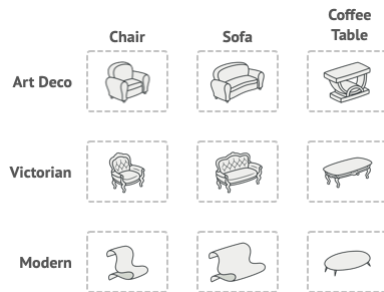 Chair
Sofa
Coffee
Table
Art Deco
Victorian
Modern